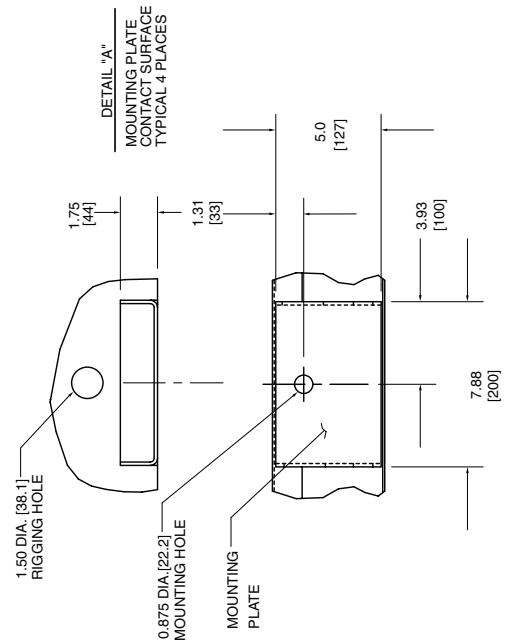 DETAIL "A"
MOUNTING PLATE
CONTACT SURFACE
TYPICAL 4 PLACES
1.50 DIA. [38.1]
RIGGING HOLE
1.75
[44]
1.31
[33]
0.875 DIA.[22.2]
MOUNTING HOLE
MOUNTING
PLATE
5.0
[127]
3.93
[100]
7.88
[200]